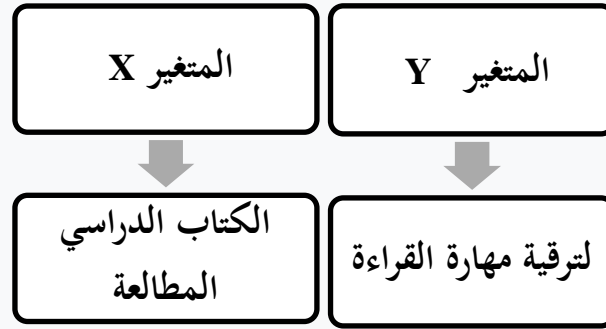 المتغير X
المتغير Y
الكتاب الدراسي
المطالعة
لترقية مهارة القراءة